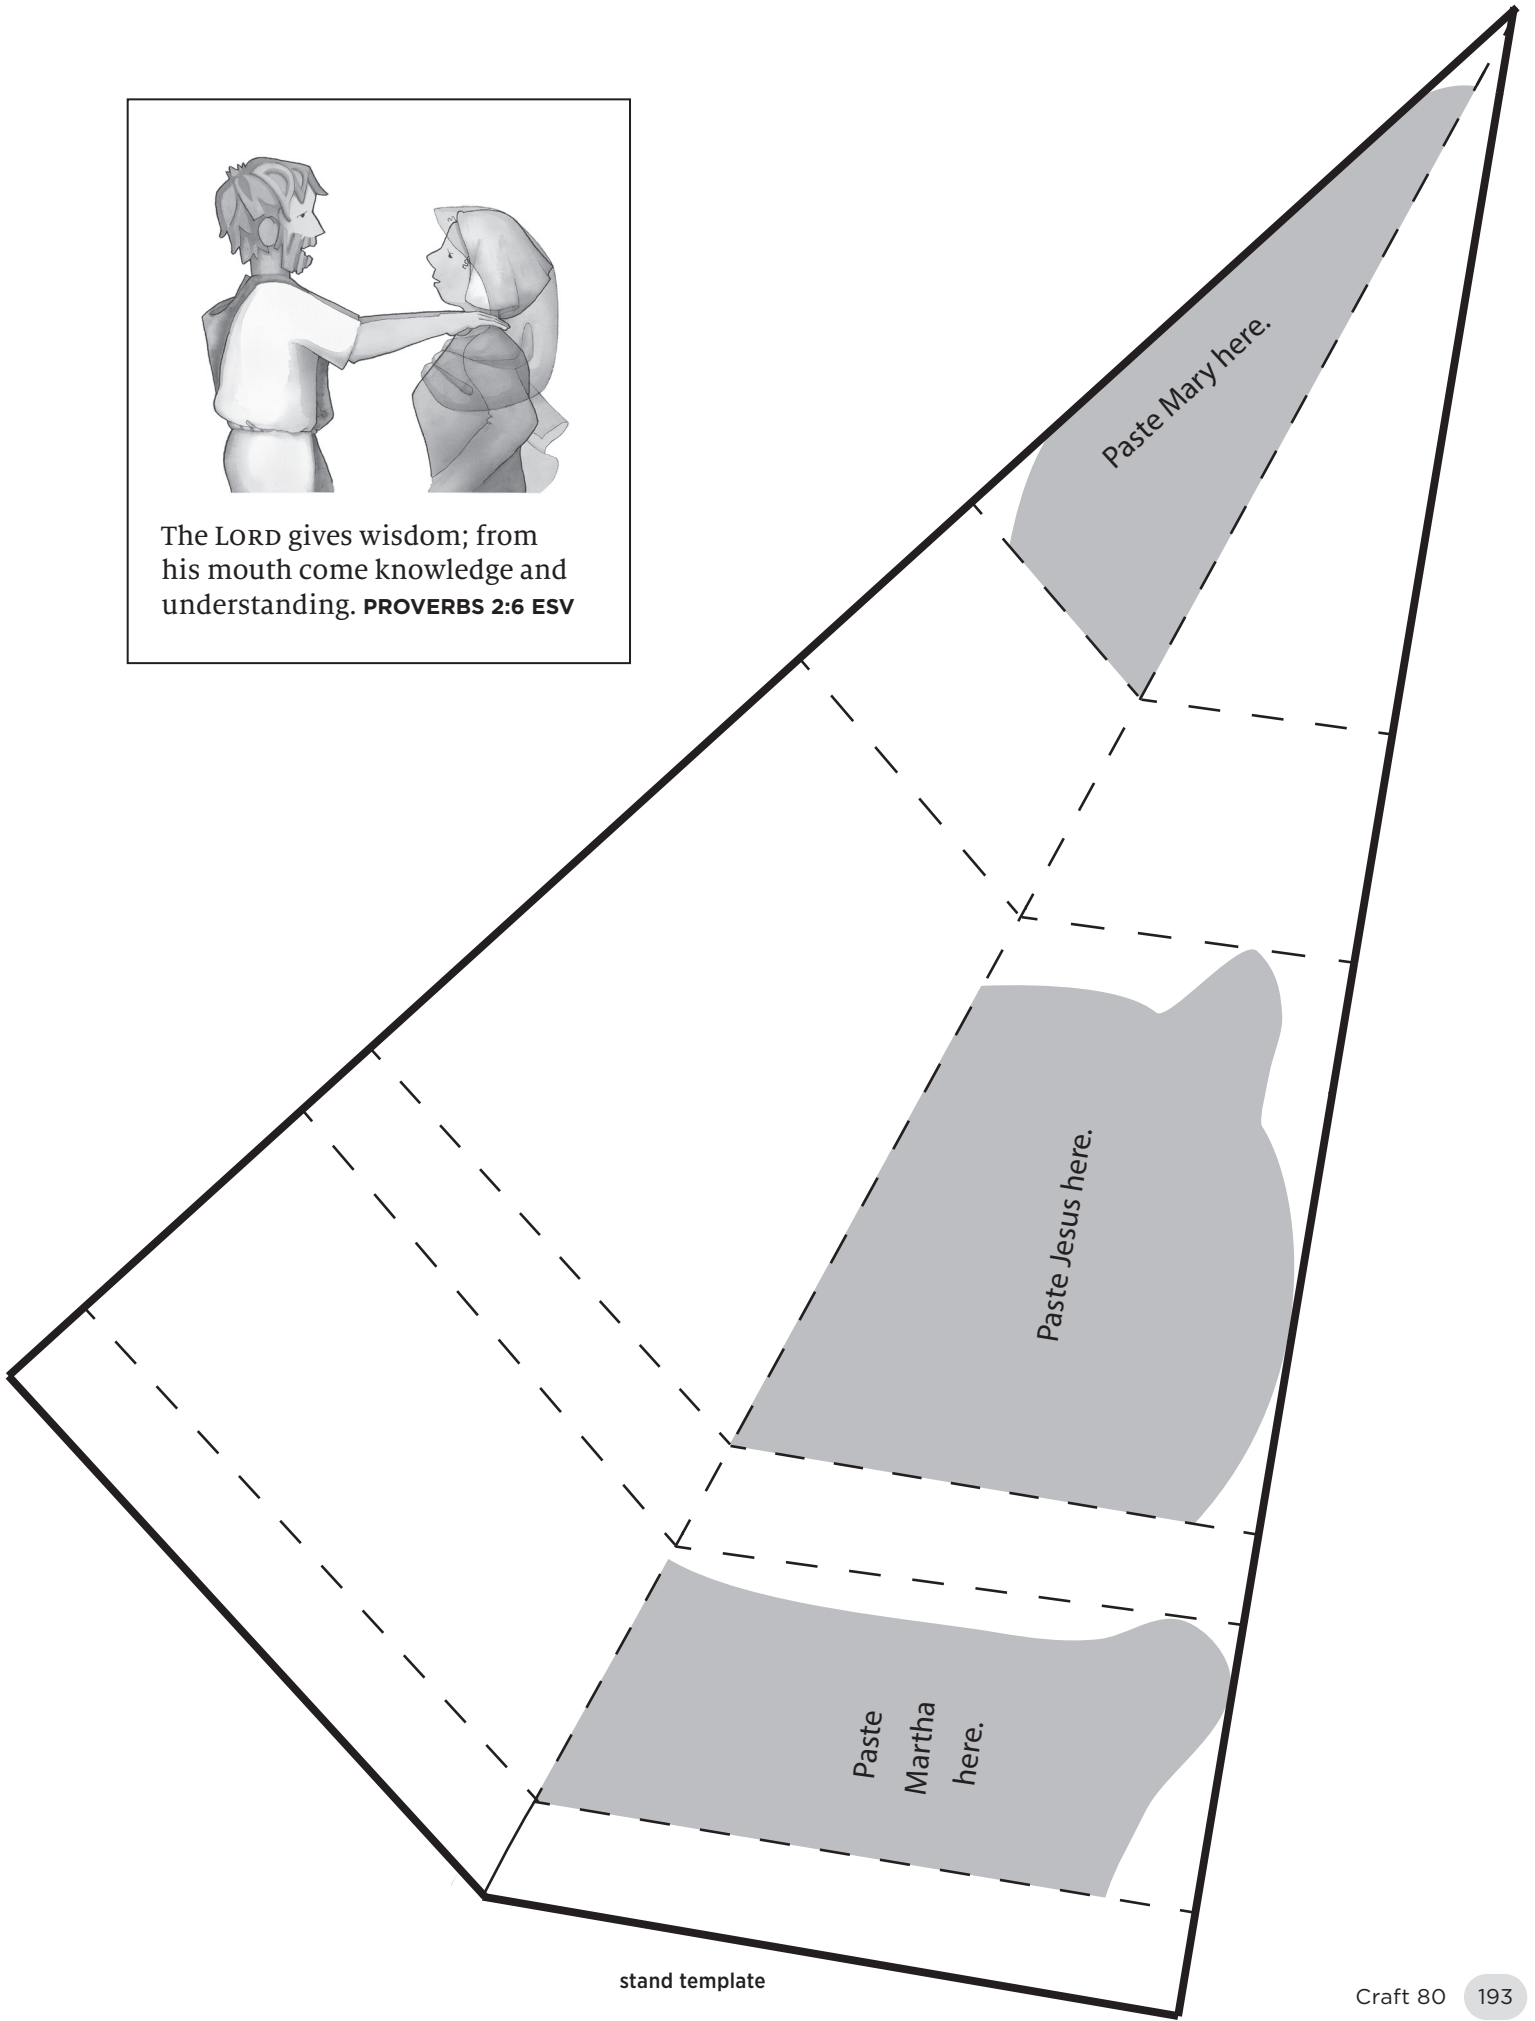 The LORD gives wisdom; from
his mouth come knowledge and
understanding. PROVERBS 2:6 ESV
Paste Mary here.
Paste Jesus here.
Paste
Martha
here.
stand template
Craft 80 193